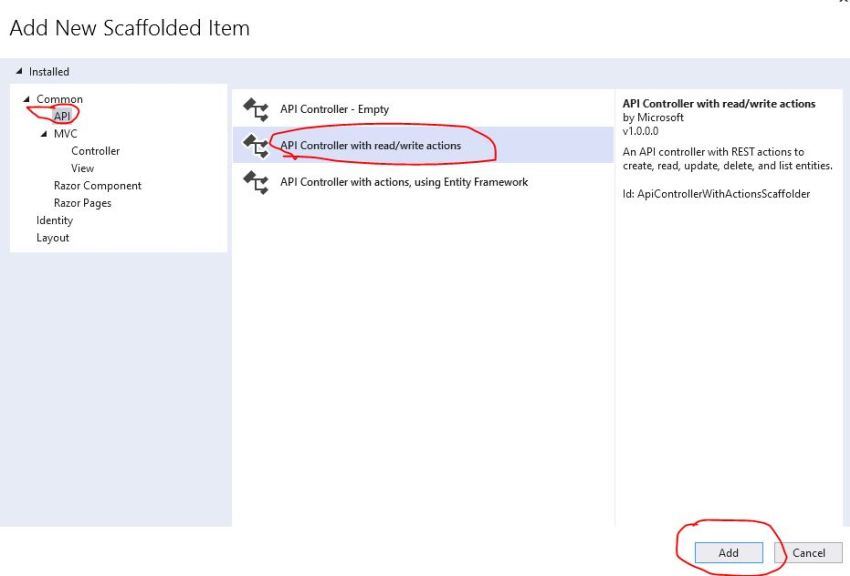 Add New Scaffolded Item
Installed
Common
API
MVC
Controller
View
Razor Component
Razor Pages
Identity
Layout
API Controller - Empty
API Controller with read/write actions
API Controller with actions, using Entity Framework
API Controller with read/write actions
by Microsoft
v1.0.0.0
An API controller with REST actions to
create, read, update, delete, and list entities.
Id: ApiControllerWithActionsScaffolder
Add
Cancel